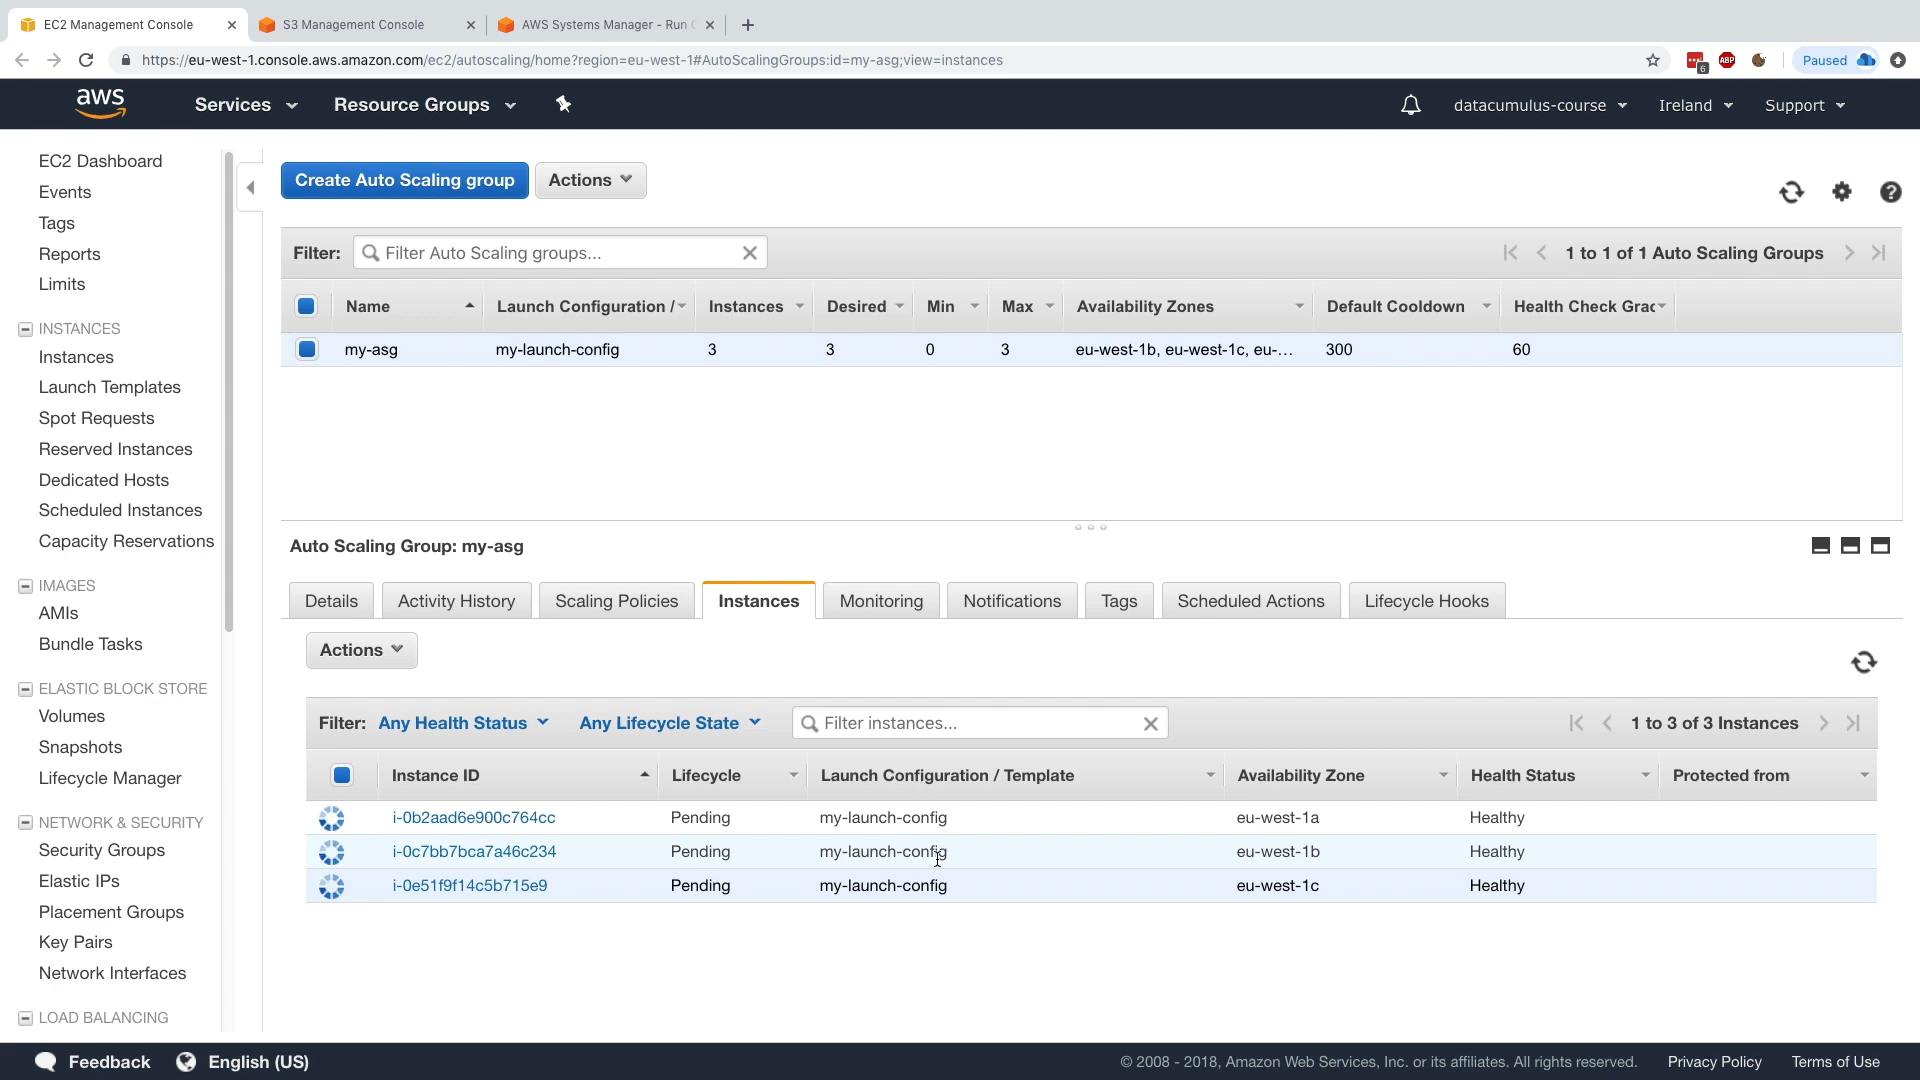 EC2 Management Console
S3 Management Console
AWS Systems Manager - Run
https://eu-west-1.console.aws.amazon.com/ec2/autoscaling/home?region=eu-west-1#AutoScalingGroups:id=my-asg;view=instances
6
ABP
Paused
aws
Services
Resource Groups
datacumulus-course
Ireland
Support
EC2 Dashboard
Events
Tags
Reports
Limits
INSTANCES
Instances
Launch Templates
Spot Requests
Reserved Instances
Dedicated Hosts
Scheduled Instances
Capacity Reservations
IMAGES
AMIs
Bundle Tasks
ELASTIC BLOCK STORE
Volumes
Snapshots
Lifecycle Manager
NETWORK & SECURITY
Security Groups
Elastic IPs
Placement Groups
Key Pairs
Network Interfaces
LOAD BALANCING
Create Auto Scaling group
Actions
Filter: Filter Auto Scaling groups...
1 to 1 of 1 Auto Scaling Groups
Name Launch Configuration / Instances Desired Min Max Availability Zones Default Cooldown Health Check Grac
my-asg my-launch-config 3 3 0 3 eu-west-1b, eu-west-1c, eu-... 300 60
Auto Scaling Group: my-asg
Details Activity History Scaling Policies Instances Monitoring Notifications Tags Scheduled Actions Lifecycle Hooks
Actions
Filter: Any Health Status Any Lifecycle State Filter instances... 1 to 3 of 3 Instances
Instance ID Lifecycle Launch Configuration / Template Availability Zone Health Status Protected from
i-0b2aad6e900c764cc Pending my-launch-config eu-west-1a Healthy
i-0c7bb7bca7a46c234 Pending my-launch-config eu-west-1b Healthy
i-0e51f9f14c5b715e9 Pending my-launch-config eu-west-1c Healthy
Feedback
English (US)
© 2008 - 2018, Amazon Web Services, Inc. or its affiliates. All rights reserved.
Privacy Policy
Terms of Use